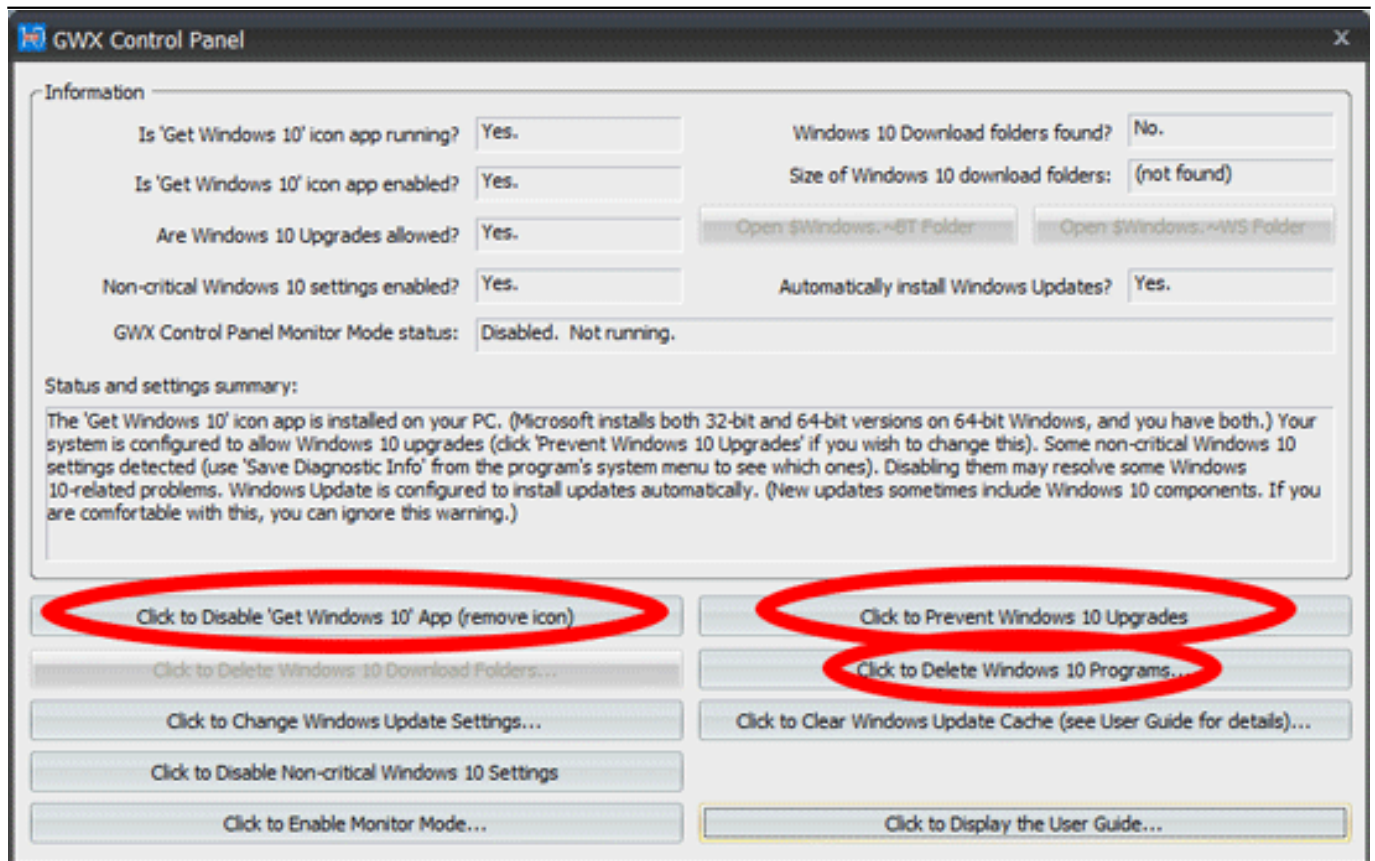 GWX Control Panel
x
Information
Is 'Get Windows 10' icon app running? Yes.
Windows 10 Download folders found? No.
Is 'Get Windows 10' icon app enabled? Yes.
Size of Windows 10 download folders: (not found)
Are Windows 10 Upgrades allowed? Yes.
Open $Windows.~BT Folder
Open $Windows.~WS Folder
Non-critical Windows 10 settings enabled? Yes.
Automatically install Windows Updates? Yes.
GWX Control Panel Monitor Mode status: Disabled. Not running.
Status and settings summary:
The 'Get Windows 10' icon app is installed on your PC. (Microsoft installs both 32-bit and 64-bit versions on 64-bit Windows, and you have both.) Your
system is configured to allow Windows 10 upgrades (click 'Prevent Windows 10 Upgrades' if you wish to change this). Some non-critical Windows 10
settings detected (use 'Save Diagnostic Info' from the program's system menu to see which ones). Disabling them may resolve some Windows
10-related problems. Windows Update is configured to install updates automatically. (New updates sometimes include Windows 10 components. If you
are comfortable with this, you can ignore this warning.)
Click to Disable 'Get Windows 10' App (remove icon)
Click to Prevent Windows 10 Upgrades
Click to Delete Windows 10 Download Folders...
Click to Delete Windows 10 Programs...
Click to Change Windows Update Settings...
Click to Clear Windows Update Cache (see User Guide for details)...
Click to Disable Non-critical Windows 10 Settings
Click to Enable Monitor Mode...
Click to Display the User Guide...